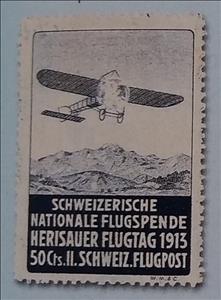 SCHWEIZERISCHE
NATIONALE FLUGSPENDE
HERISAUER FLUGTAG 1913
50 Cts. II. SCHWEIZ. FLUGPOST